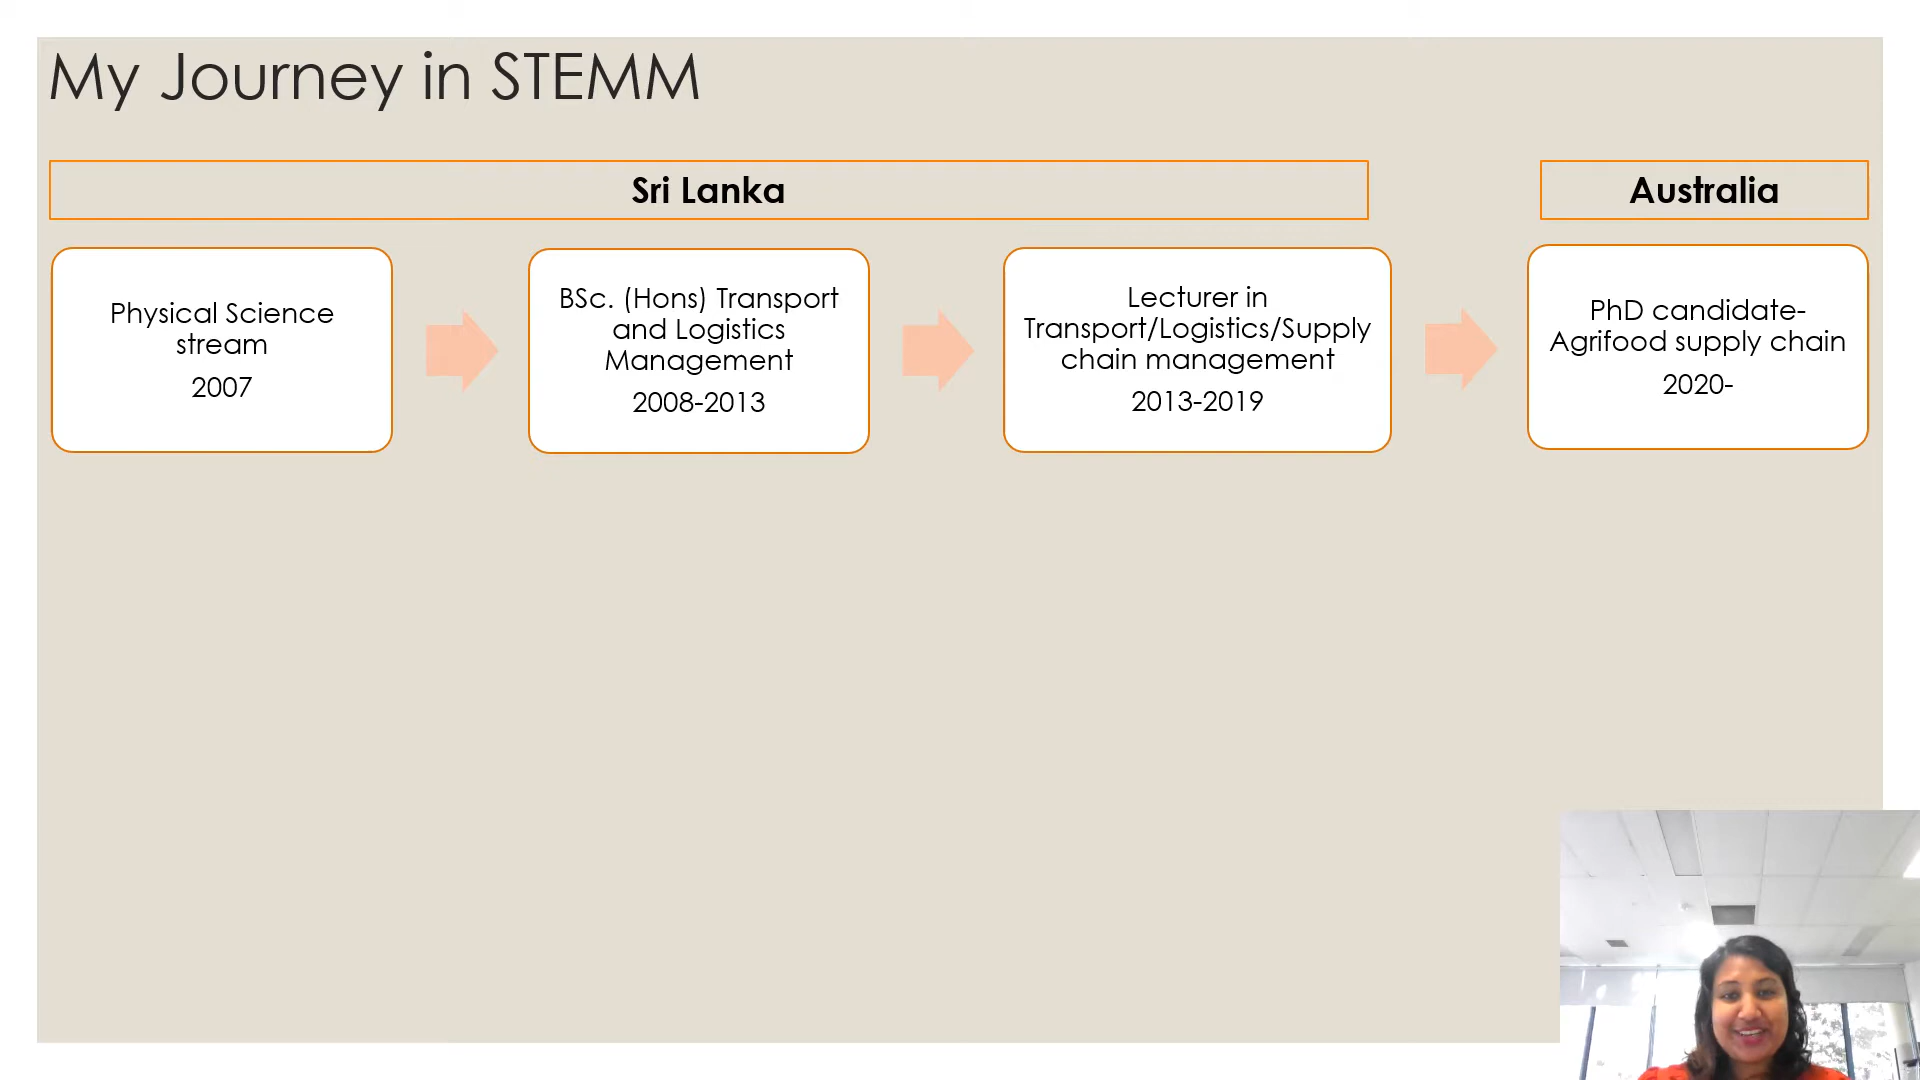 My Journey in STEMM
Sri Lanka
Australia
Physical Science
stream
2007
BSc. (Hons) Transport
and Logistics
Management
2008-2013
Lecturer in
Transport/Logistics/Supply
chain management
2013-2019
PhD candidate-
Agrifood supply chain
2020-